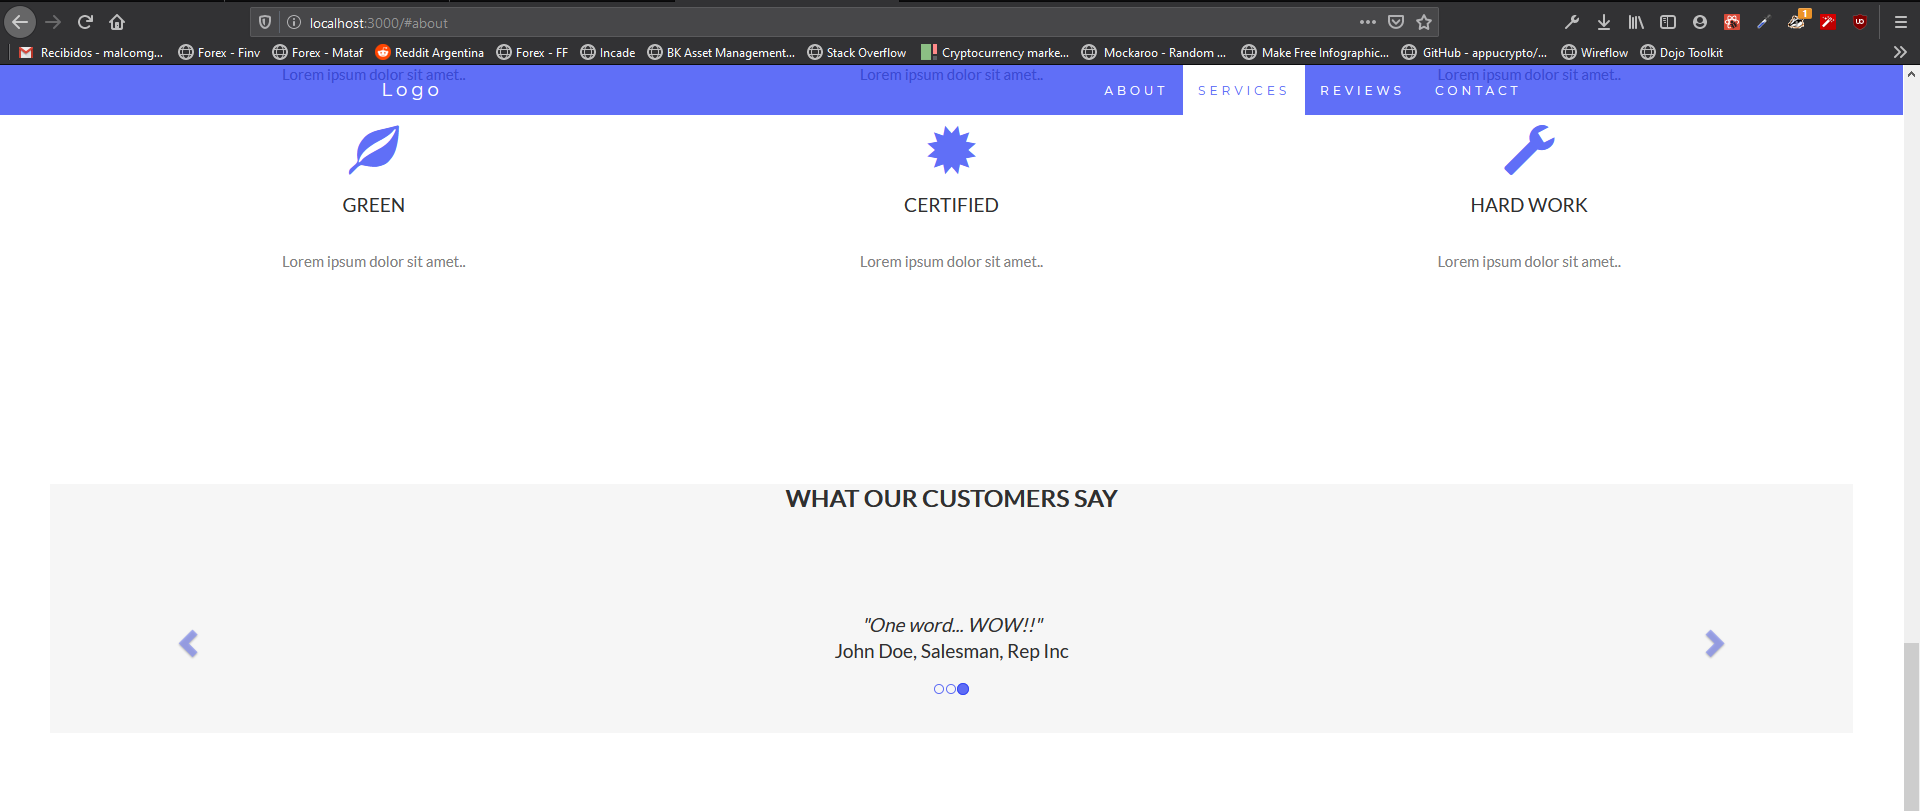 localhost:3000/#about
1
UD
Recibidos - malcomg...
Forex - Finv
Forex - Mataf
Reddit Argentina
Forex - FF
Incade
BK Asset Management...
Stack Overflow
Cryptocurrency marke...
Mockaroo - Random ...
Make Free Infographic...
GitHub - appucrypto/...
Wireflow
Dojo Toolkit
Lorem ipsum dolor sit amet..
Lorem ipsum dolor sit amet..
Lorem ipsum dolor sit amet..
Logo
ABOUT
SERVICES
REVIEWS
CONTACT
GREEN
CERTIFIED
HARD WORK
Lorem ipsum dolor sit amet..
Lorem ipsum dolor sit amet..
Lorem ipsum dolor sit amet..
WHAT OUR CUSTOMERS SAY
"One word... WOW!!"
John Doe, Salesman, Rep Inc